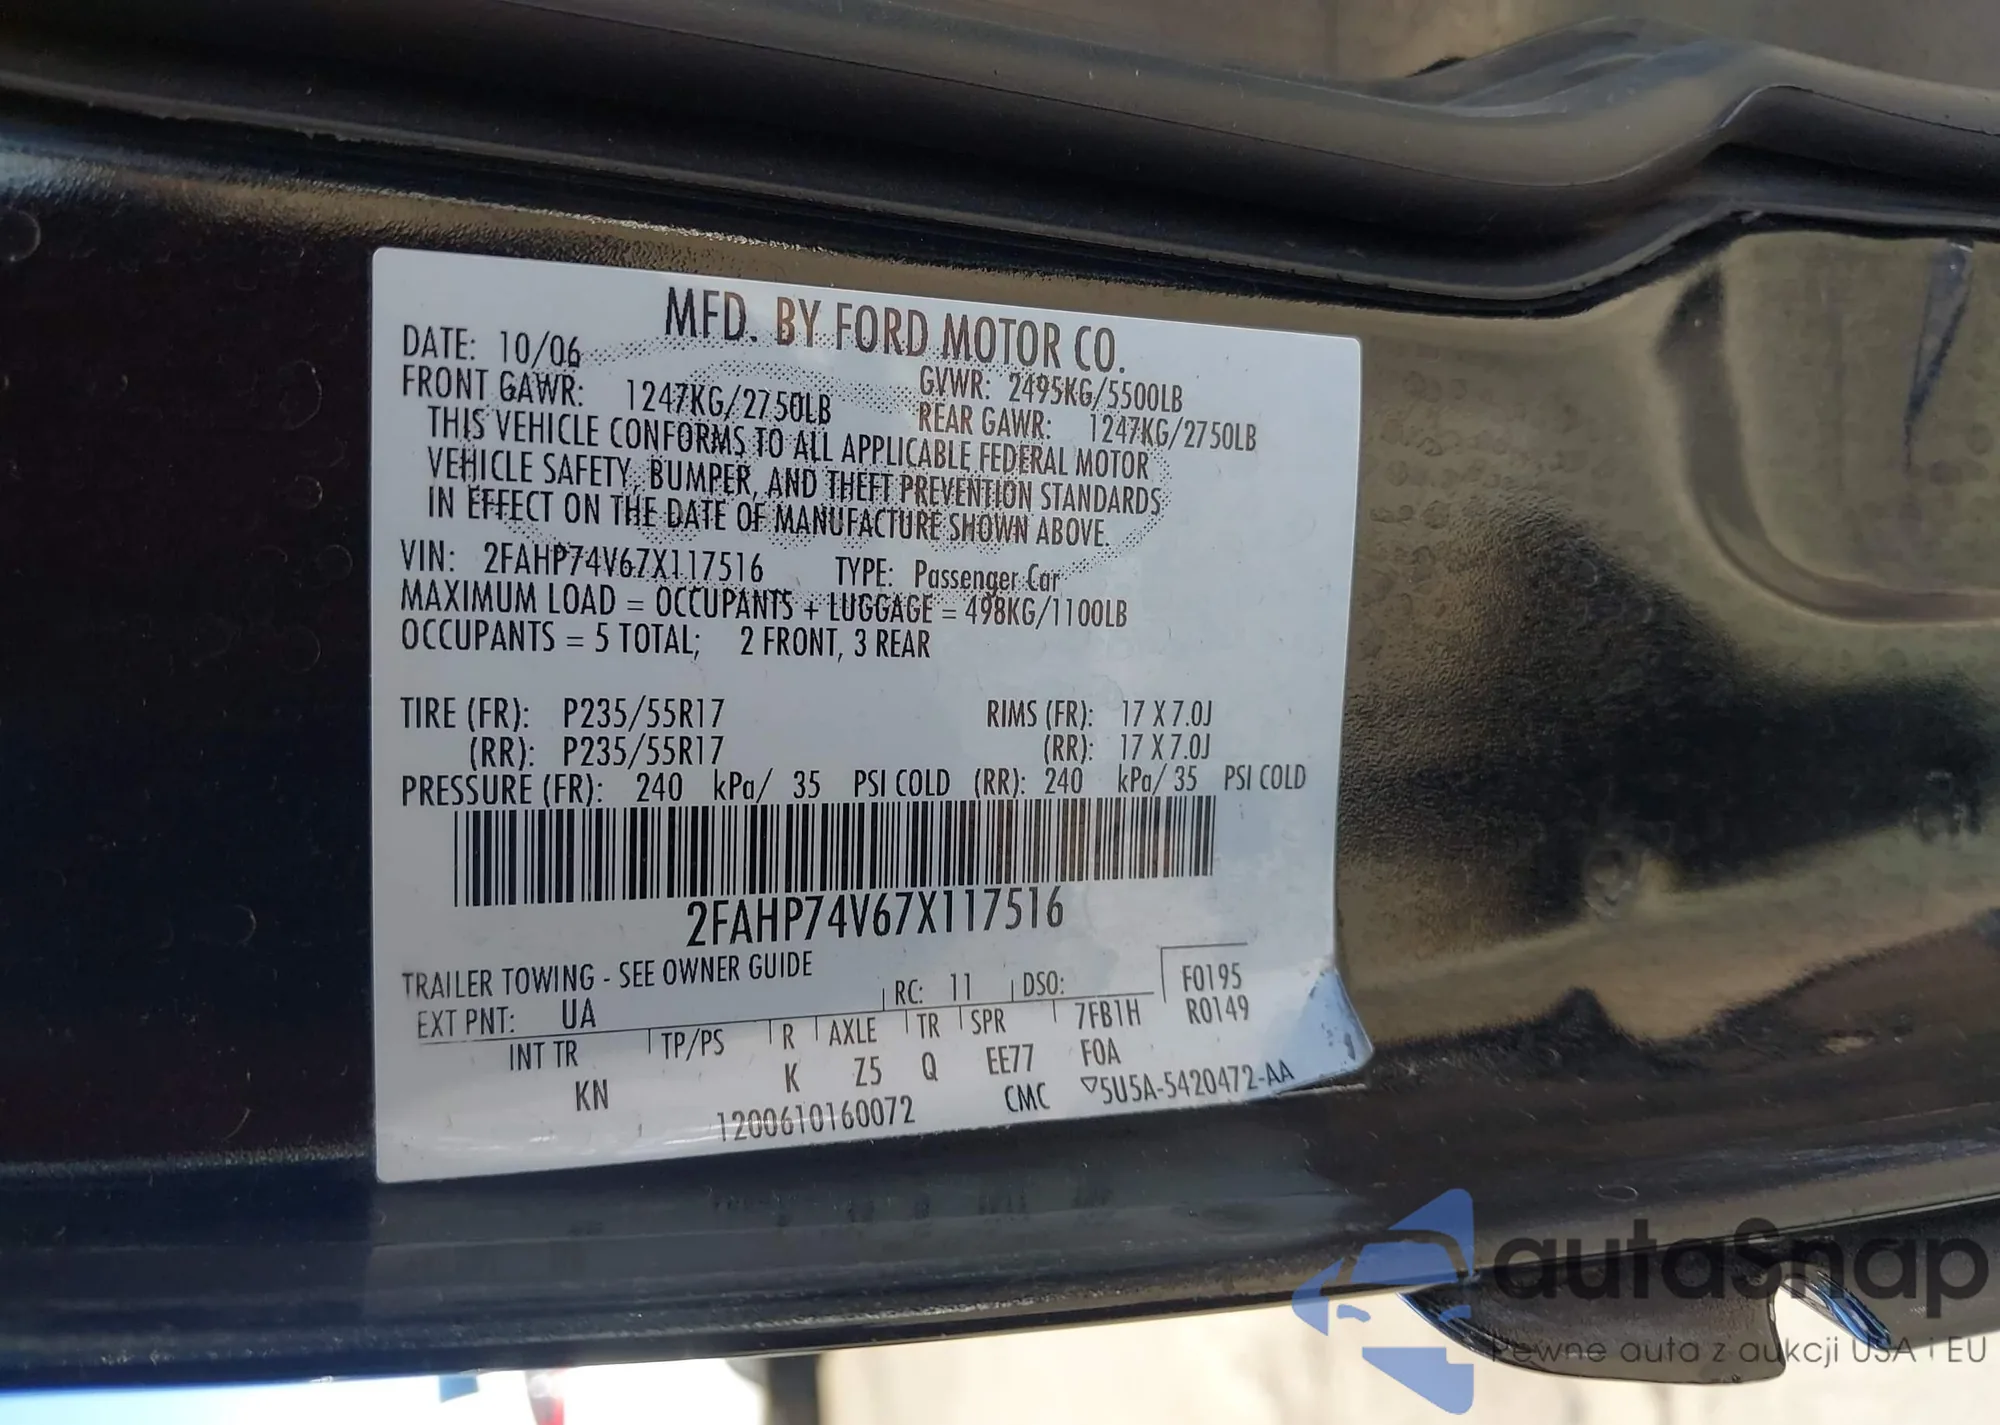 MFD. BY FORD MOTOR CO.
DATE: 10/06
GVWR: 2495KG/5500LB
FRONT GAWR: 1247KG/2750LB
REAR GAWR: 1247KG/2750LB
THIS VEHICLE CONFORMS TO ALL APPLICABLE FEDERAL MOTOR
VEHICLE SAFETY, BUMPER, AND THEFT PREVENTION STANDARDS
IN EFFECT ON THE DATE OF MANUFACTURE SHOWN ABOVE.
VIN: 2FAHP74V67X117516 TYPE: Passenger Car
MAXIMUM LOAD = OCCUPANTS + LUGGAGE = 498KG/1100LB
OCCUPANTS = 5 TOTAL; 2 FRONT, 3 REAR
TIRE (FR): P235/55R17 RIMS (FR): 17 X 7.0J
(RR): P235/55R17 (RR): 17 X 7.0J
PRESSURE (FR): 240 kPa/ 35 PSI COLD (RR): 240 kPa/ 35 PSI COLD
2FAHP74V67X117516
TRAILER TOWING - SEE OWNER GUIDE
EXT PNT: UA RC: 11 DSO: F0195
INT TR TP/PS R AXLE TR SPR 7FB1H R0149
KN K Z5 Q EE77 F0A
1200610160072 CMC ▽5U5A-5420472-AA
autaSnap
Pewne auta z aukcji USA i EU